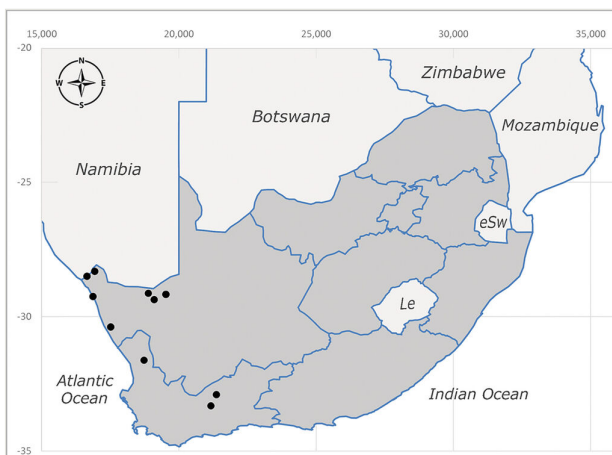 15,000 20,000 25,000 30,000 35,000
-20
N
W E
S
Zimbabwe
Botswana
Mozambique
Namibia
-25
eSw
Le
-30
Atlantic
Ocean
Indian Ocean
-35